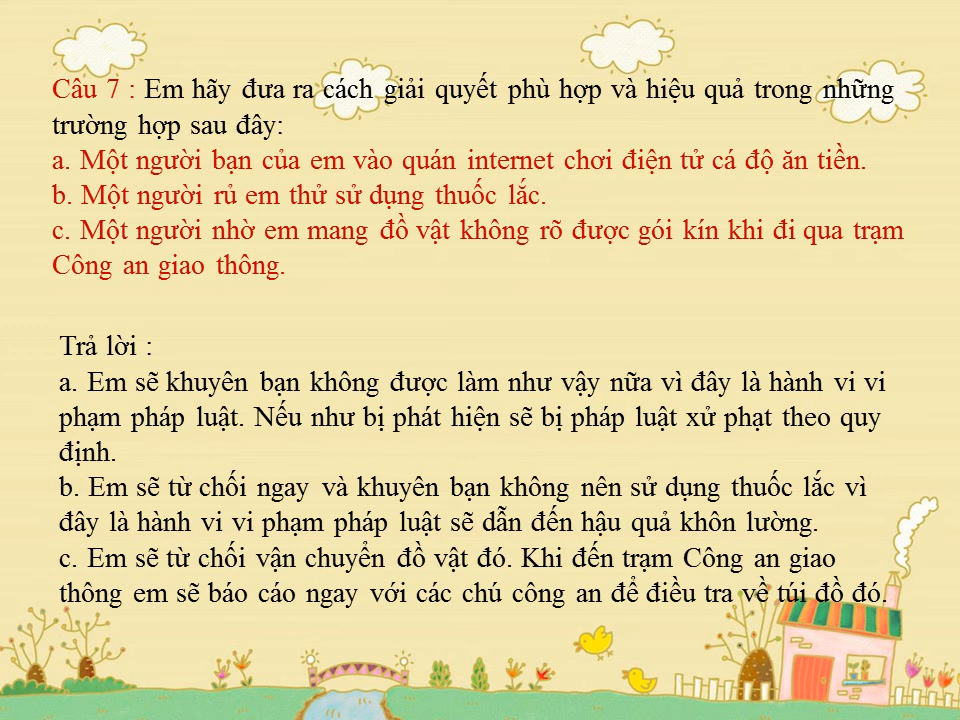 Câu 7 : Em hãy đưa ra cách giải quyết phù hợp và hiệu quả trong những
trường hợp sau đây:
a. Một người bạn của em vào quán internet chơi điện tử cá độ ăn tiền.
b. Một người rủ em thử sử dụng thuốc lắc.
c. Một người nhờ em mang đồ vật không rõ được gói kín khi đi qua trạm
Công an giao thông.
Trả lời :
a. Em sẽ khuyên bạn không được làm như vậy nữa vì đây là hành vi vi
phạm pháp luật. Nếu như bị phát hiện sẽ bị pháp luật xử phạt theo quy
định.
b. Em sẽ từ chối ngay và khuyên bạn không nên sử dụng thuốc lắc vì
đây là hành vi vi phạm pháp luật sẽ dẫn đến hậu quả khôn lường.
c. Em sẽ từ chối vận chuyển đồ vật đó. Khi đến trạm Công an giao
thông em sẽ báo cáo ngay với các chú công an để điều tra về túi đồ đó.